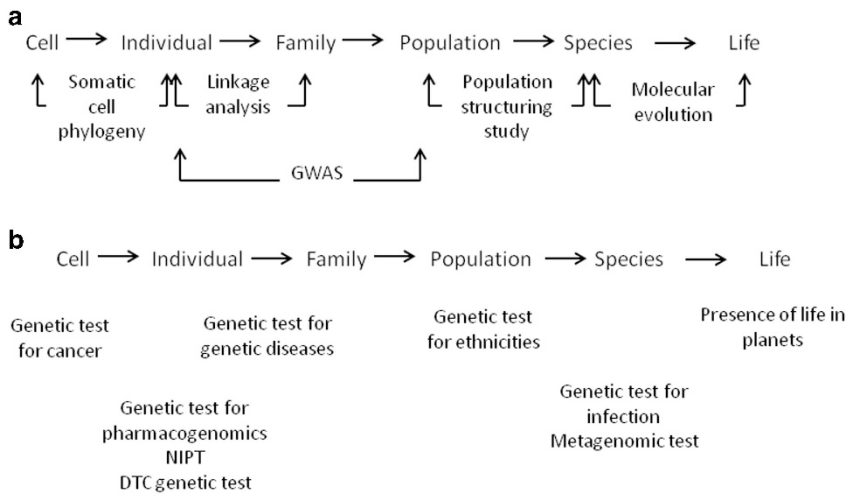 a
Cell → Individual → Family → Population → Species → Life
Somatic cell phylogeny
Linkage analysis
Population structuring study
Molecular evolution
GWAS
b
Cell → Individual → Family → Population → Species → Life
Genetic test
for cancer
Genetic test for
genetic diseases
Genetic test
for ethnicities
Presence of life in
planets
Genetic test for
pharmacogenomics
NIPT
DTC genetic test
Genetic test for
infection
Metagenomic test